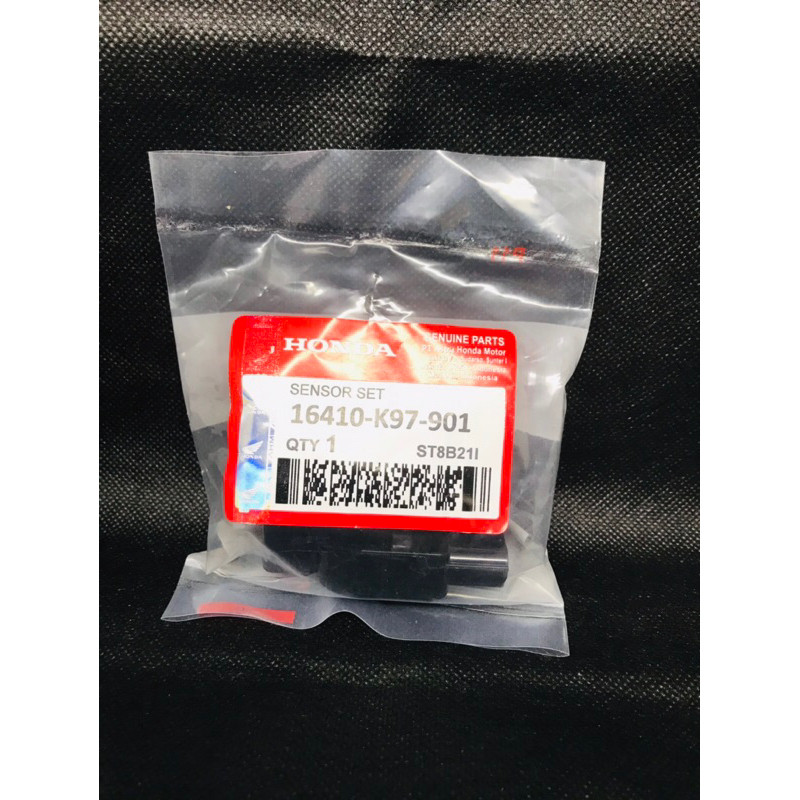 HONDA
GENUINE PARTS
Honda Motor
SENSOR SET
16410-K97-901
QTY 1
ST8B21I